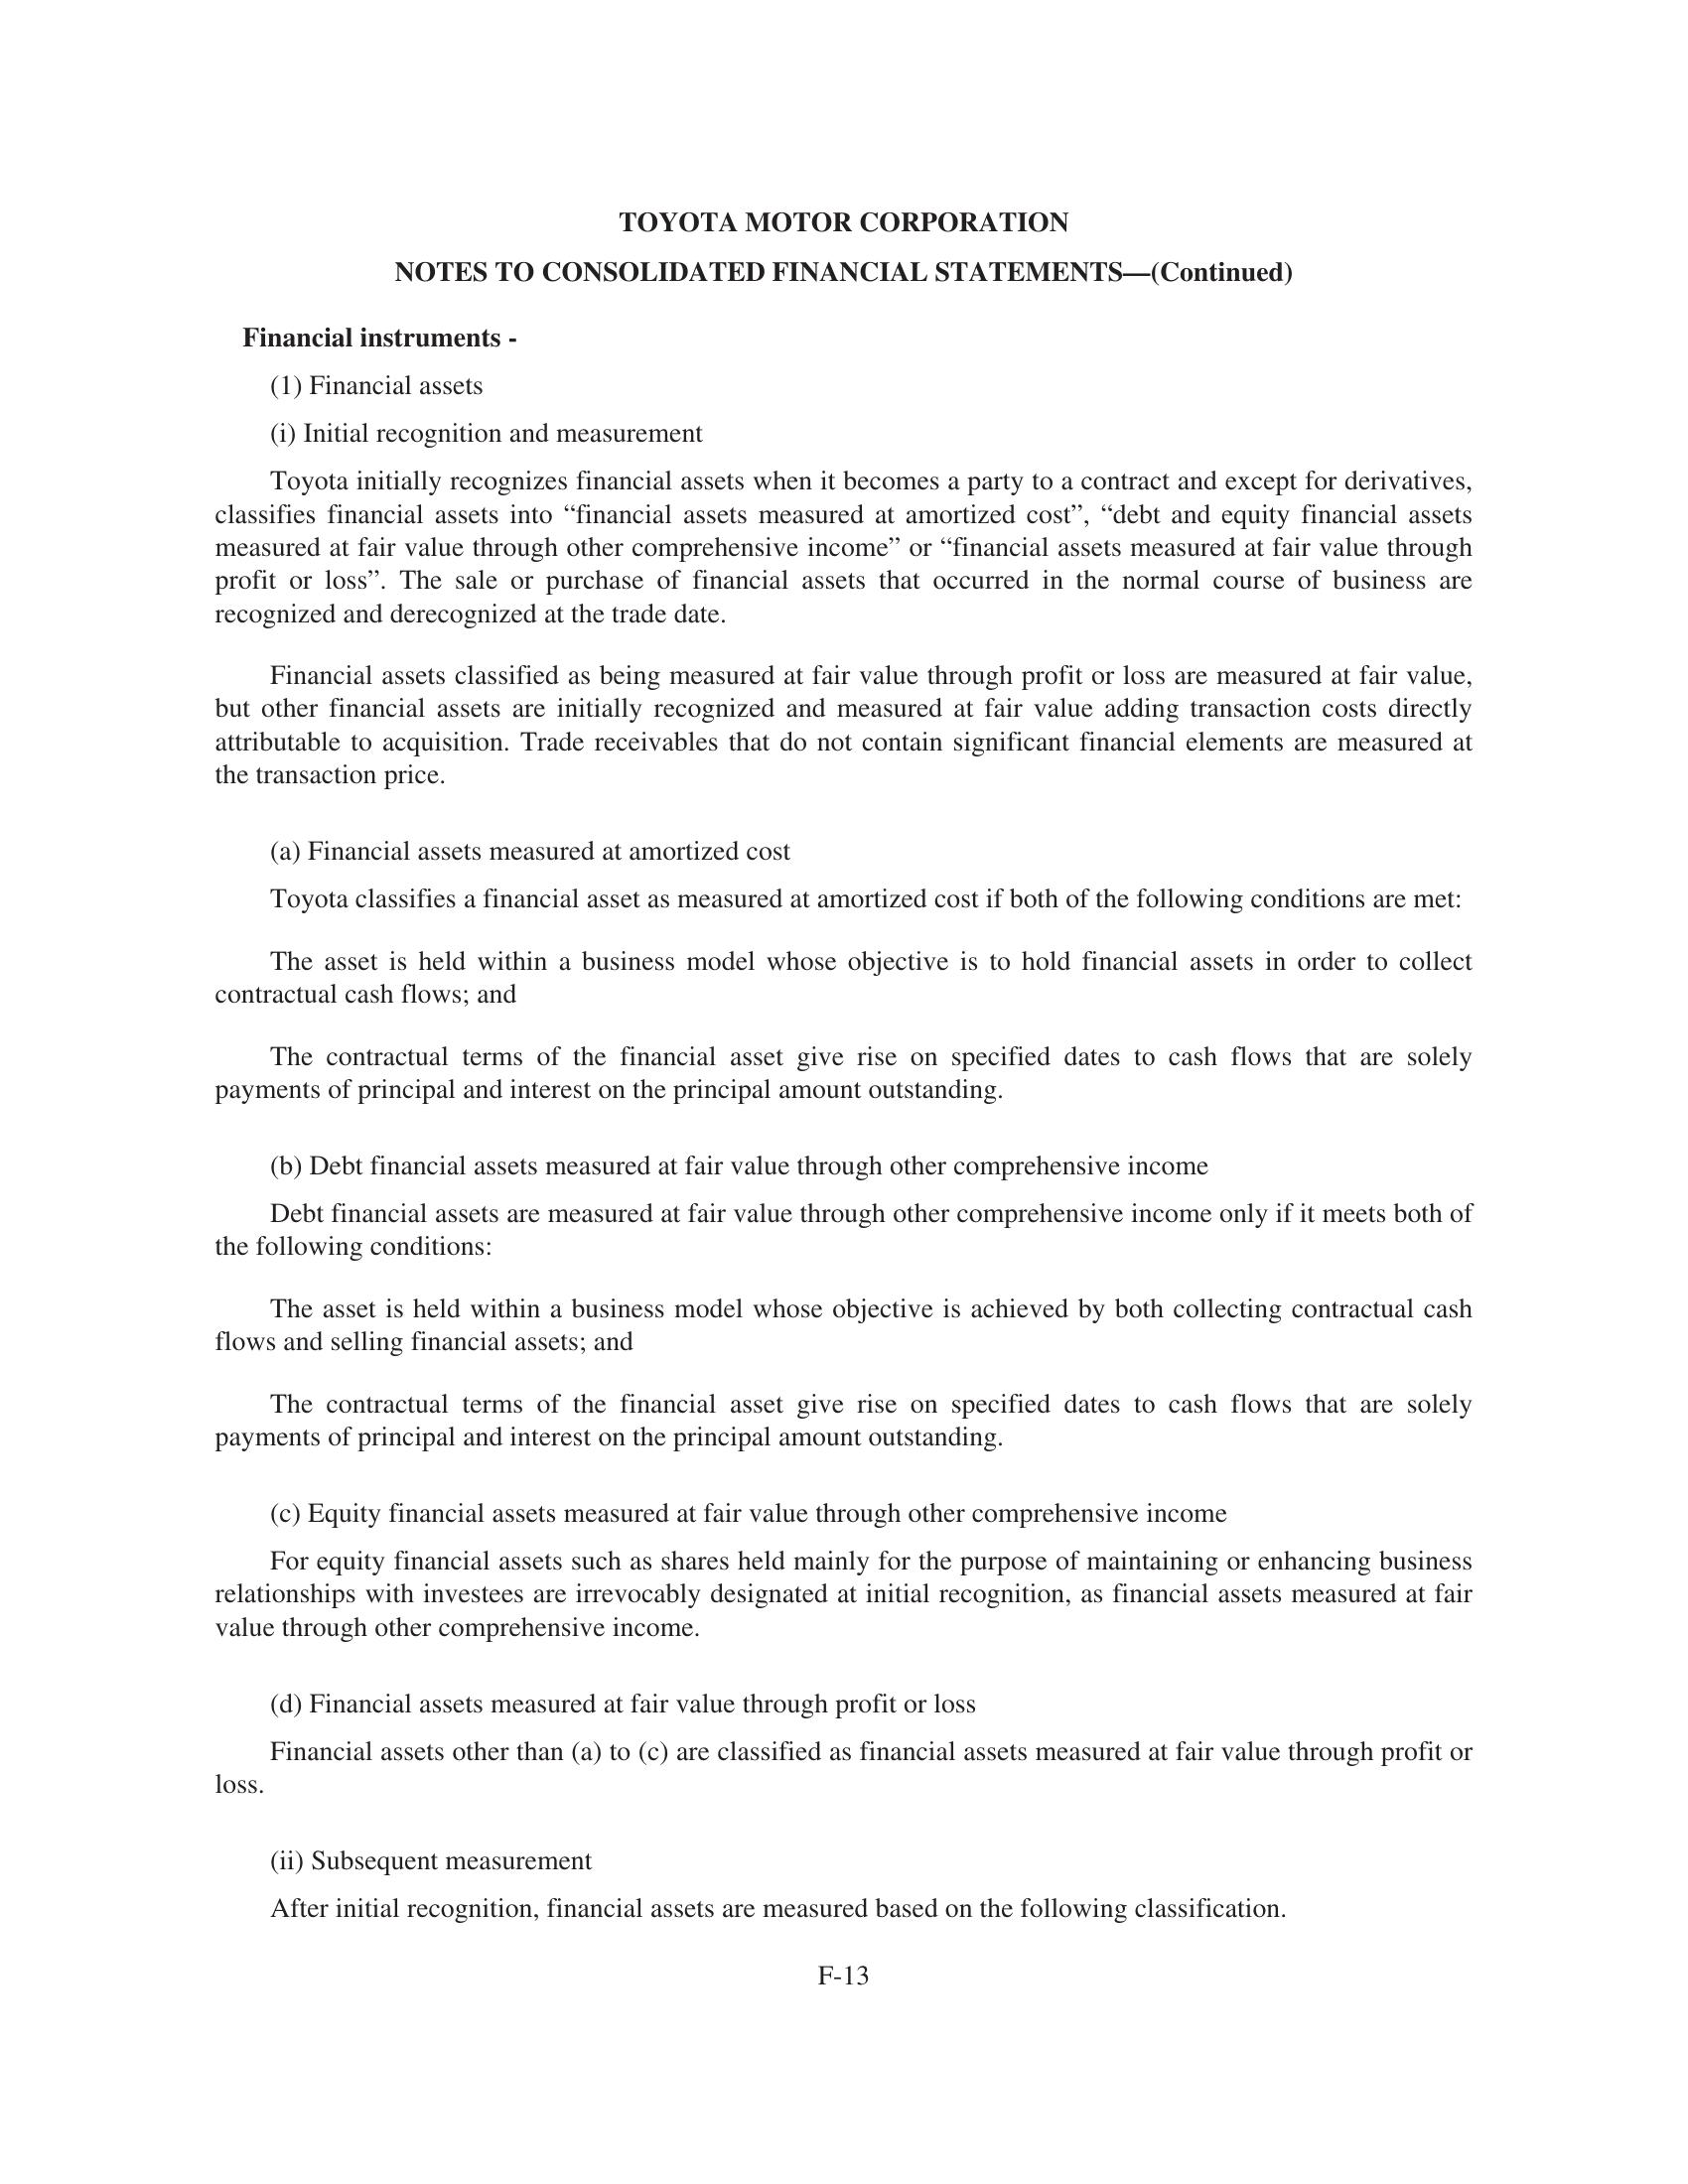 TOYOTA MOTOR CORPORATION
NOTES TO CONSOLIDATED FINANCIAL STATEMENTS—(Continued)
Financial instruments -
(1) Financial assets
(i) Initial recognition and measurement
Toyota initially recognizes financial assets when it becomes a party to a contract and except for derivatives,
classifies financial assets into “financial assets measured at amortized cost”, “debt and equity financial assets
measured at fair value through other comprehensive income” or “financial assets measured at fair value through
profit or loss”. The sale or purchase of financial assets that occurred in the normal course of business are
recognized and derecognized at the trade date.
Financial assets classified as being measured at fair value through profit or loss are measured at fair value,
but other financial assets are initially recognized and measured at fair value adding transaction costs directly
attributable to acquisition. Trade receivables that do not contain significant financial elements are measured at
the transaction price.
(a) Financial assets measured at amortized cost
Toyota classifies a financial asset as measured at amortized cost if both of the following conditions are met:
The asset is held within a business model whose objective is to hold financial assets in order to collect
contractual cash flows; and
The contractual terms of the financial asset give rise on specified dates to cash flows that are solely
payments of principal and interest on the principal amount outstanding.
(b) Debt financial assets measured at fair value through other comprehensive income
Debt financial assets are measured at fair value through other comprehensive income only if it meets both of
the following conditions:
The asset is held within a business model whose objective is achieved by both collecting contractual cash
flows and selling financial assets; and
The contractual terms of the financial asset give rise on specified dates to cash flows that are solely
payments of principal and interest on the principal amount outstanding.
(c) Equity financial assets measured at fair value through other comprehensive income
For equity financial assets such as shares held mainly for the purpose of maintaining or enhancing business
relationships with investees are irrevocably designated at initial recognition, as financial assets measured at fair
value through other comprehensive income.
(d) Financial assets measured at fair value through profit or loss
Financial assets other than (a) to (c) are classified as financial assets measured at fair value through profit or
loss.
(ii) Subsequent measurement
After initial recognition, financial assets are measured based on the following classification.
F-13